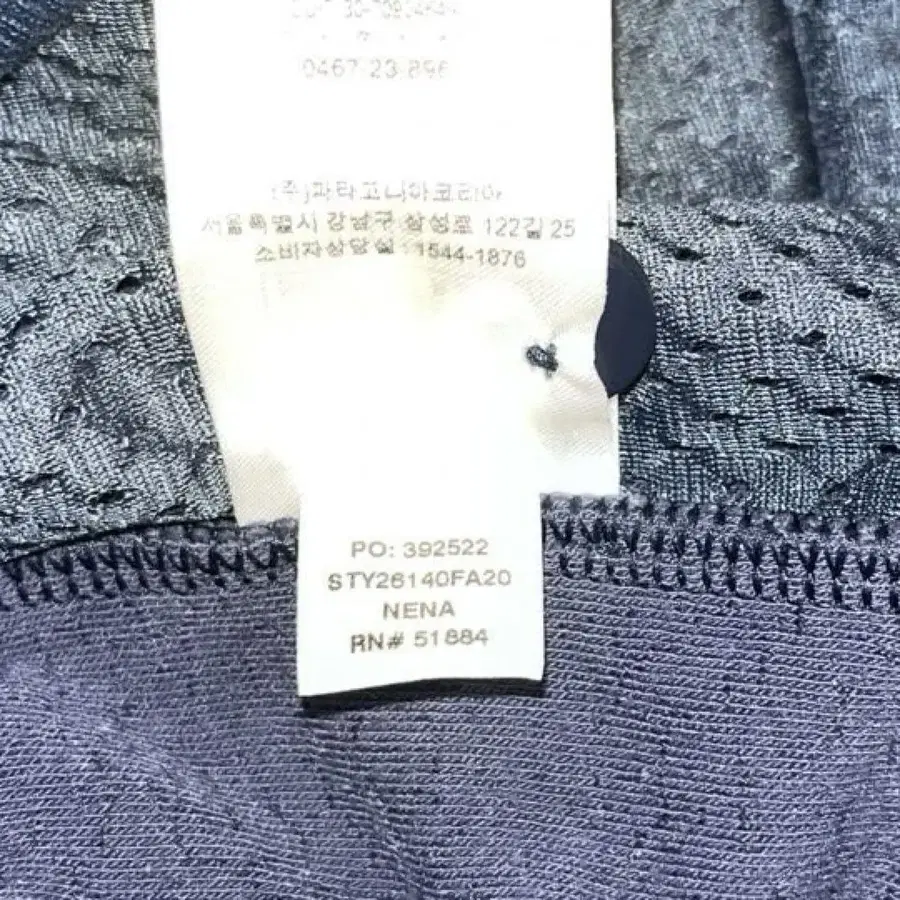 0467-23-896
(주)파타고니아코리아
서울특별시 강남구 삼성로 122길 25
소비자상담실 : 1544-1876
PO: 392522
STY26140FA20
NENA
RN# 51884